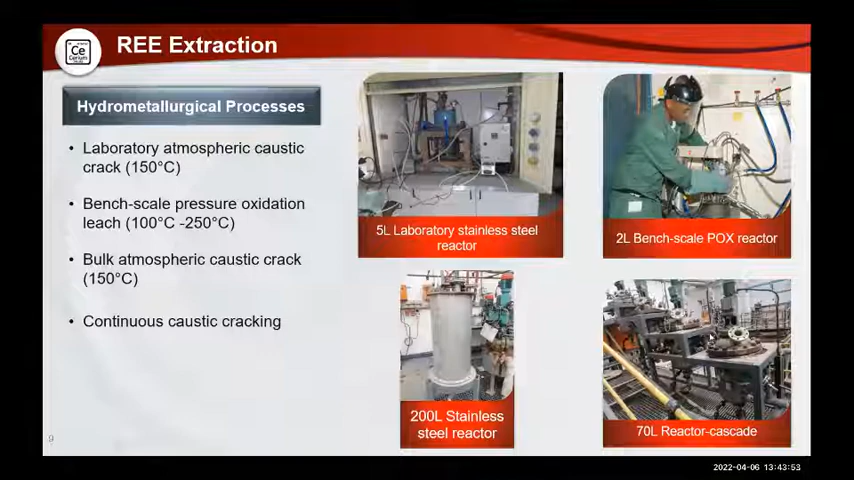 REE Extraction
Ce
Hydrometallurgical Processes
• Laboratory atmospheric caustic
crack (150°C)
• Bench-scale pressure oxidation
leach (100°C -250°C)
• Bulk atmospheric caustic crack
(150°C)
• Continuous caustic cracking
5L Laboratory stainless steel
reactor
2L Bench-scale POX reactor
200L Stainless
steel reactor
70L Reactor-cascade
9
2022-04-06 13:43:53